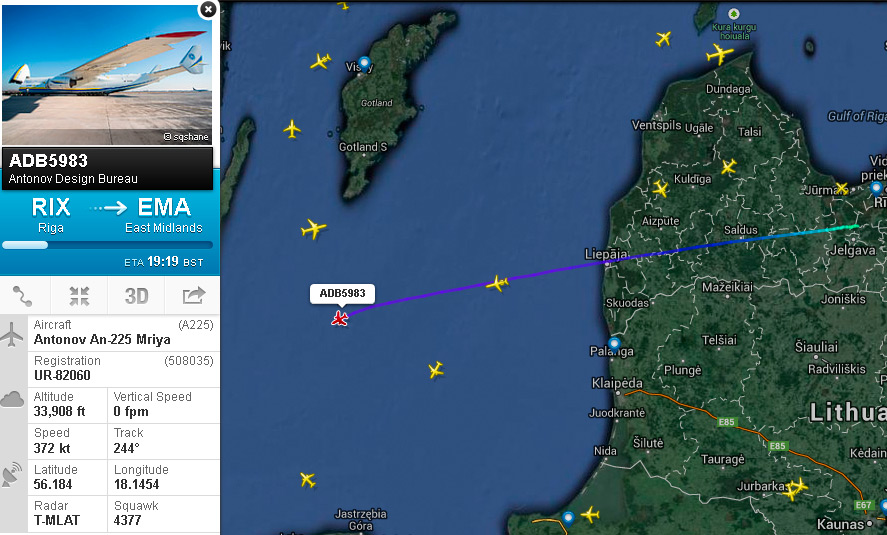 © sqshane
ADB5983
Antonov Design Bureau
RIX
EMA
Riga
East Midlands
ETA 19:19 BST
3D
Aircraft (A225)
Antonov An-225 Mriya
Registration (508035)
UR-82060
Altitude
Vertical Speed
33,908 ft
0 fpm
Speed
Track
372 kt
244°
Latitude
Longitude
56.184
18.1454
Radar
Squawk
T-MLAT
4377
vik
Visby
Gotland
Gotland S
Kura kurgu
Dundaga
Gulf of Riga
Ventspils
Ugāle
Talsi
Kuldīga
Jūrmala
Aizpute
Saldus
Jelgava
Liepāja
ADB5983
Mažeikiai
Skuodas
Joniškis
Palanga
Telšiai
Šiauliai
Plungė
Radviliškis
Klaipėda
Juodkrantė
Lithua
E85
E85
Šilutė
Nida
Tauragė
Kėdain
Jurbarkas
E67
Jastrzębia
Góra
Kaunas